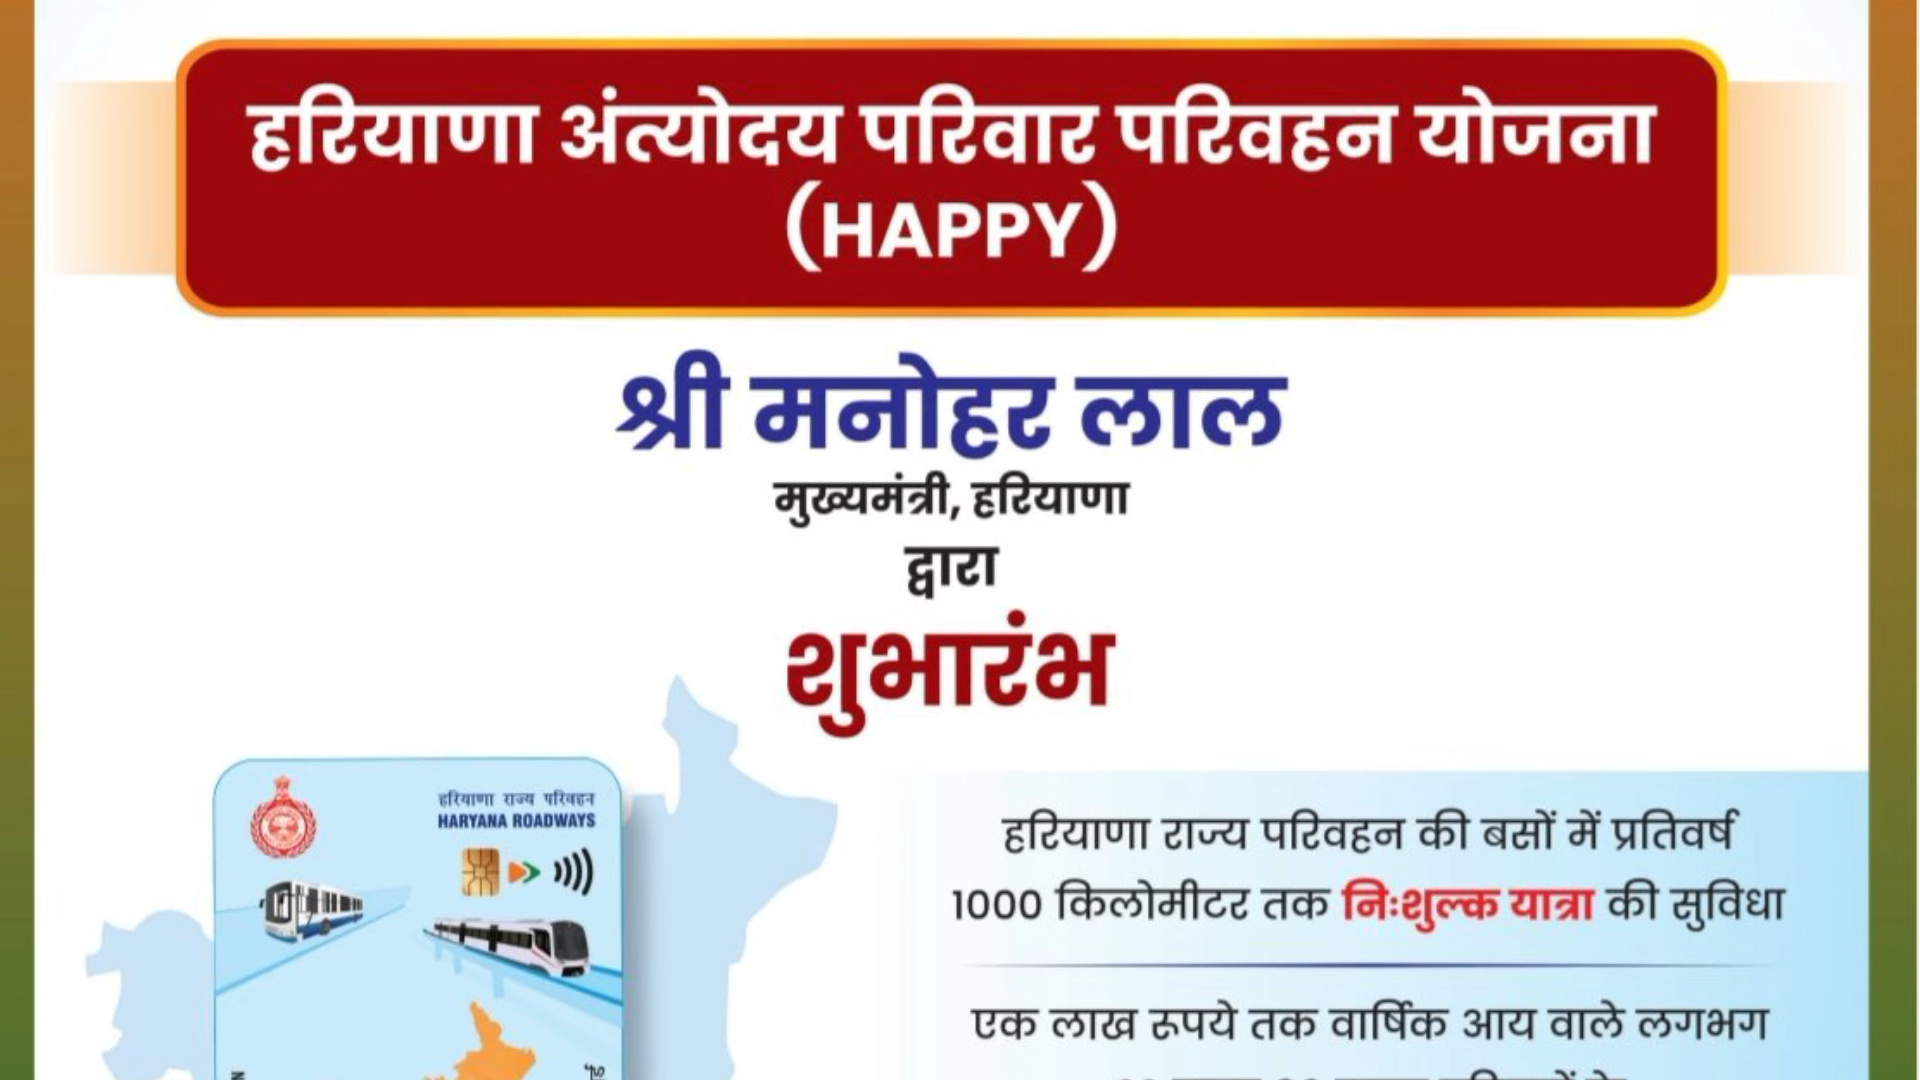 हरियाणा अंत्योदय परिवार परिवहन योजना
(HAPPY)
श्री मनोहर लाल
मुख्यमंत्री, हरियाणा
द्वारा
शुभारंभ
हरियाणा राज्य परिवहन
HARYANA ROADWAYS
हरियाणा राज्य परिवहन की बसों में प्रतिवर्ष
1000 किलोमीटर तक निःशुल्क यात्रा की सुविधा
एक लाख रूपये तक वार्षिक आय वाले लगभग